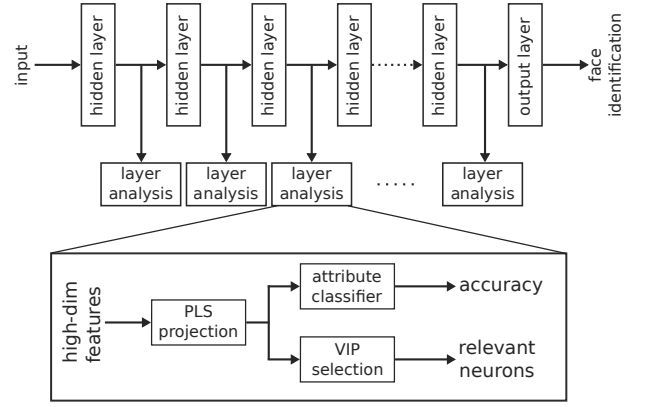 input
hidden layer
hidden layer
hidden layer
hidden layer
hidden layer
output layer
face
identification
layer
analysis
layer
analysis
layer
analysis
layer
analysis
high-dim
features
PLS
projection
attribute
classifier
accuracy
VIP
selection
relevant
neurons